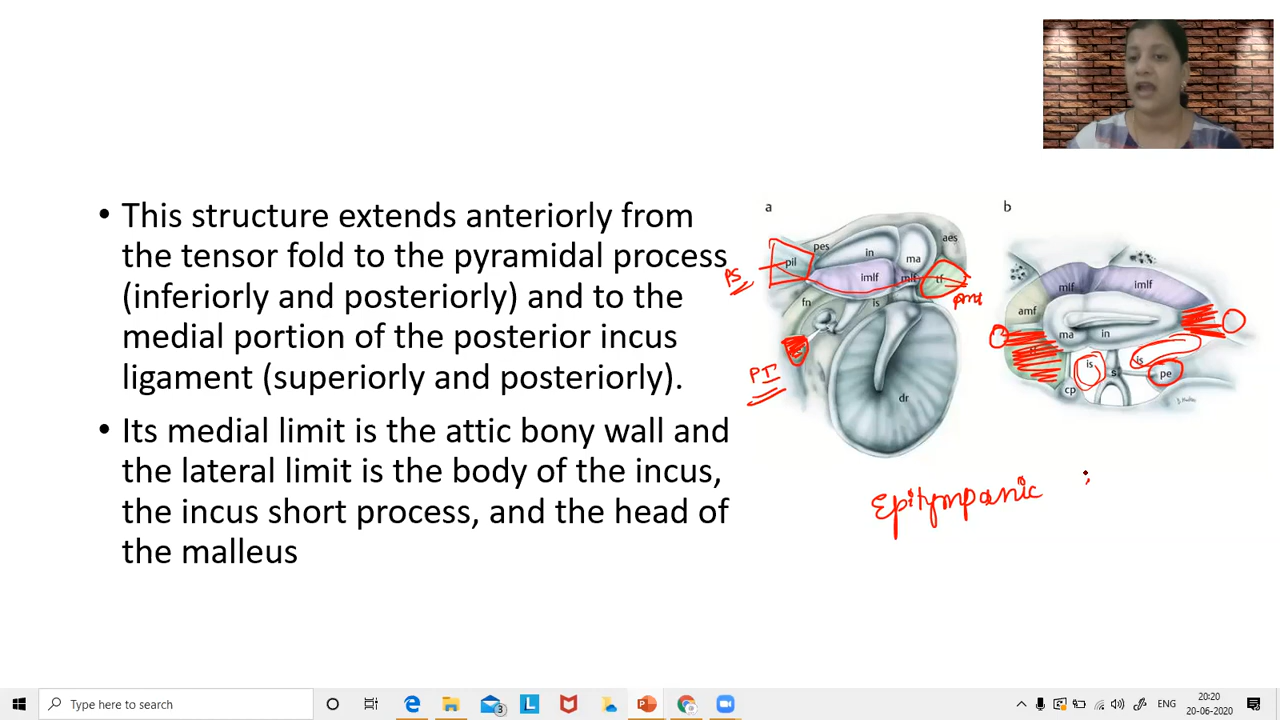 • This structure extends anteriorly from
the tensor fold to the pyramidal process
(inferiorly and posteriorly) and to the
medial portion of the posterior incus
ligament (superiorly and posteriorly).
• Its medial limit is the attic bony wall and
the lateral limit is the body of the incus,
the incus short process, and the head of
the malleus
a
pes
in
aes
ma
pil
imlf
mlf
tf
PS
fn
is
pmt
PI
dr
b
mlf
imlf
amf
ma
in
is
s
is
pe
cp
Epitympanic
Type here to search
3
ENG
20:20
20-06-2020